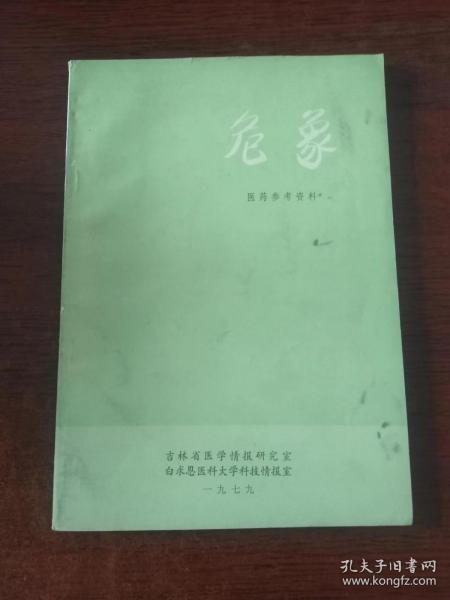 危象
医药参考资料
吉林省医学情报研究室
白求恩医科大学科技情报室
一九七九
孔夫子旧书网
www.kongfz.com